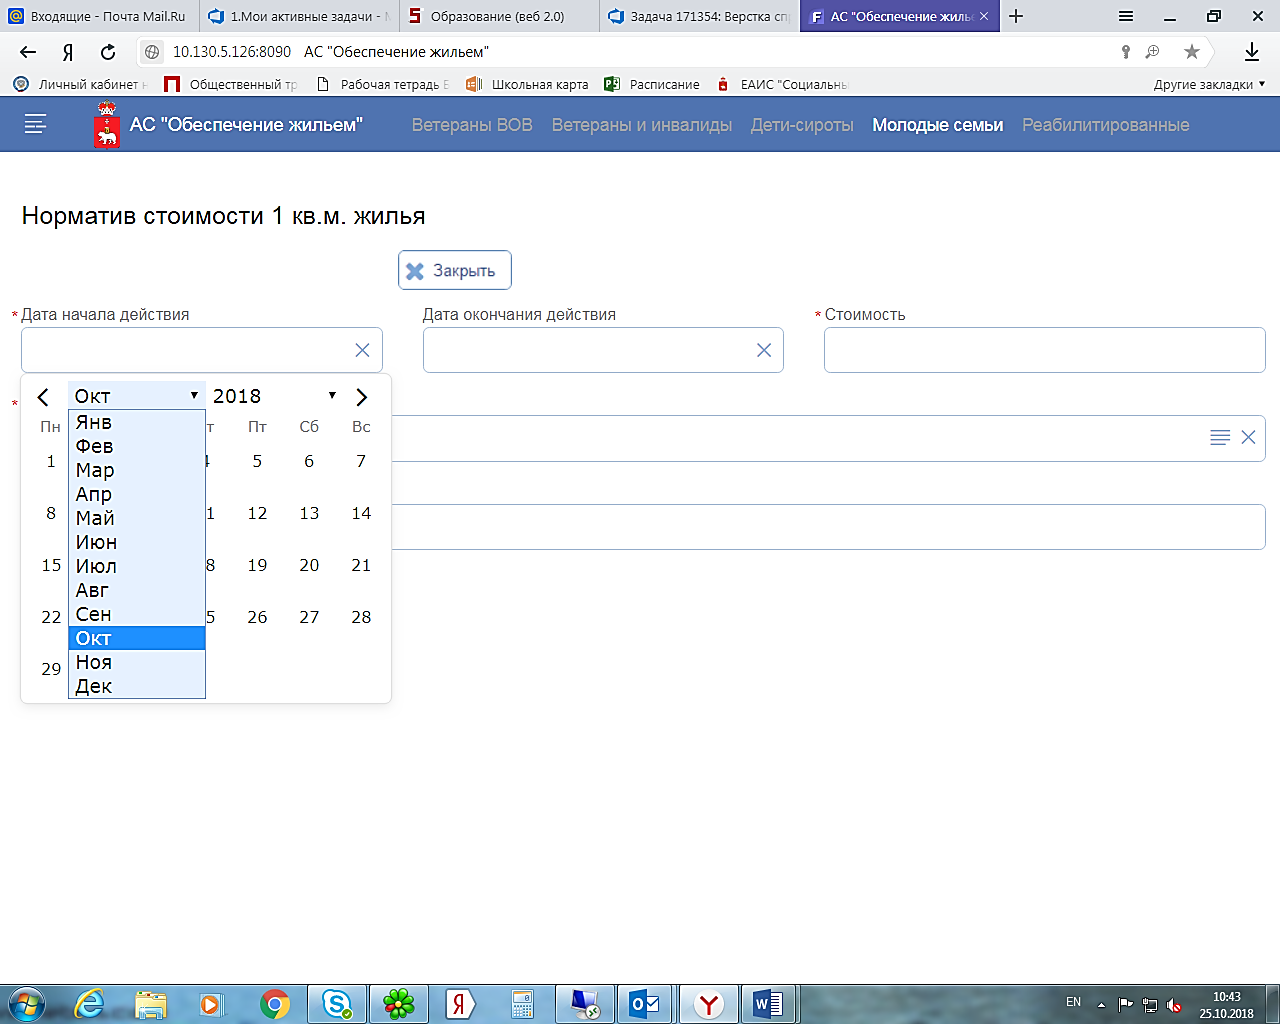 Входящие - Почта Mail.Ru
1.Мои активные задачи - М
Образование (веб 2.0)
Задача 171354: Верстка спр
АС "Обеспечение жилье
10.130.5.126:8090 АС "Обеспечение жильем"
Личный кабинет н
Общественный тр
Рабочая тетрадь Б
Школьная карта
Расписание
ЕАИС "Социальны
Другие закладки
АС "Обеспечение жильем"
Ветераны ВОВ
Ветераны и инвалиды
Дети-сироты
Молодые семьи
Реабилитированные
Норматив стоимости 1 кв.м. жилья
Закрыть
* Дата начала действия
Дата окончания действия
* Стоимость
*
Окт 2018
Пн т Пт Сб Вс
1 4 5 6 7
8 1 12 13 14
15 8 19 20 21
22 5 26 27 28
29
Янв
Фев
Мар
Апр
Май
Июн
Июл
Авг
Сен
Окт
Ноя
Дек
EN
10:43
25.10.2018